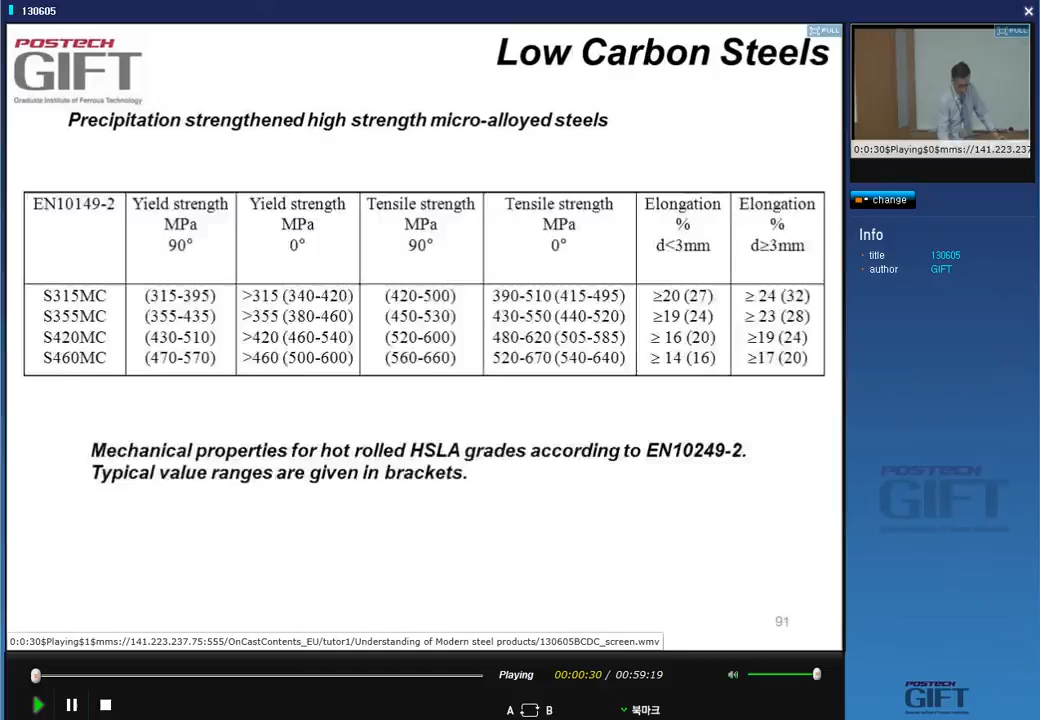 130605
POSTECH
GIFT
Graduate Institute of Ferrous Technology
Low Carbon Steels
FULL
Precipitation strengthened high strength micro-alloyed steels
EN10149-2 Yield strength MPa 90° Yield strength MPa 0° Tensile strength MPa 90° Tensile strength MPa 0° Elongation % d<3mm Elongation % d≥3mm
S315MC (315-395) >315 (340-420) (420-500) 390-510 (415-495) ≥20 (27) ≥ 24 (32)
S355MC (355-435) >355 (380-460) (450-530) 430-550 (440-520) ≥19 (24) ≥ 23 (28)
S420MC (430-510) >420 (460-540) (520-600) 480-620 (505-585) ≥ 16 (20) ≥19 (24)
S460MC (470-570) >460 (500-600) (560-660) 520-670 (540-640) ≥ 14 (16) ≥17 (20)
Mechanical properties for hot rolled HSLA grades according to EN10249-2.
Typical value ranges are given in brackets.
91
0:0:30$Playing$1$mms://141.223.237.75:555/OnCastContents_EU/tutor1/Understanding of Modern steel products/130605BCDC_screen.wmv
Playing 00:00:30 / 00:59:19
A B 북마크
FULL
0:0:30$Playing$0$mms://141.223.237
change
Info
title 130605
author GIFT
POSTECH
GIFT
POSTECH
GIFT